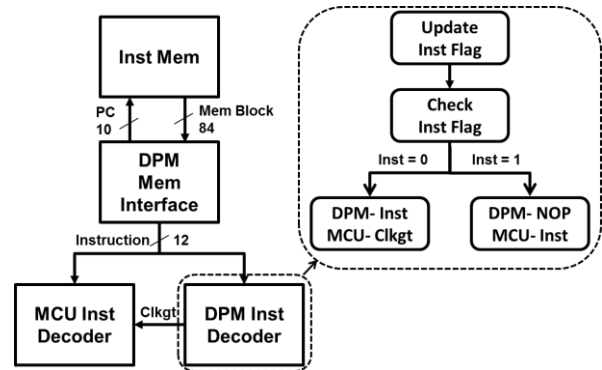 Inst Mem
PC
10
Mem Block
84
DPM
Mem
Interface
Instruction
12
MCU Inst
Decoder
Clkgt
DPM Inst
Decoder
Update
Inst Flag
Check
Inst Flag
Inst = 0
Inst = 1
DPM- Inst
MCU- Clkgt
DPM- NOP
MCU- Inst